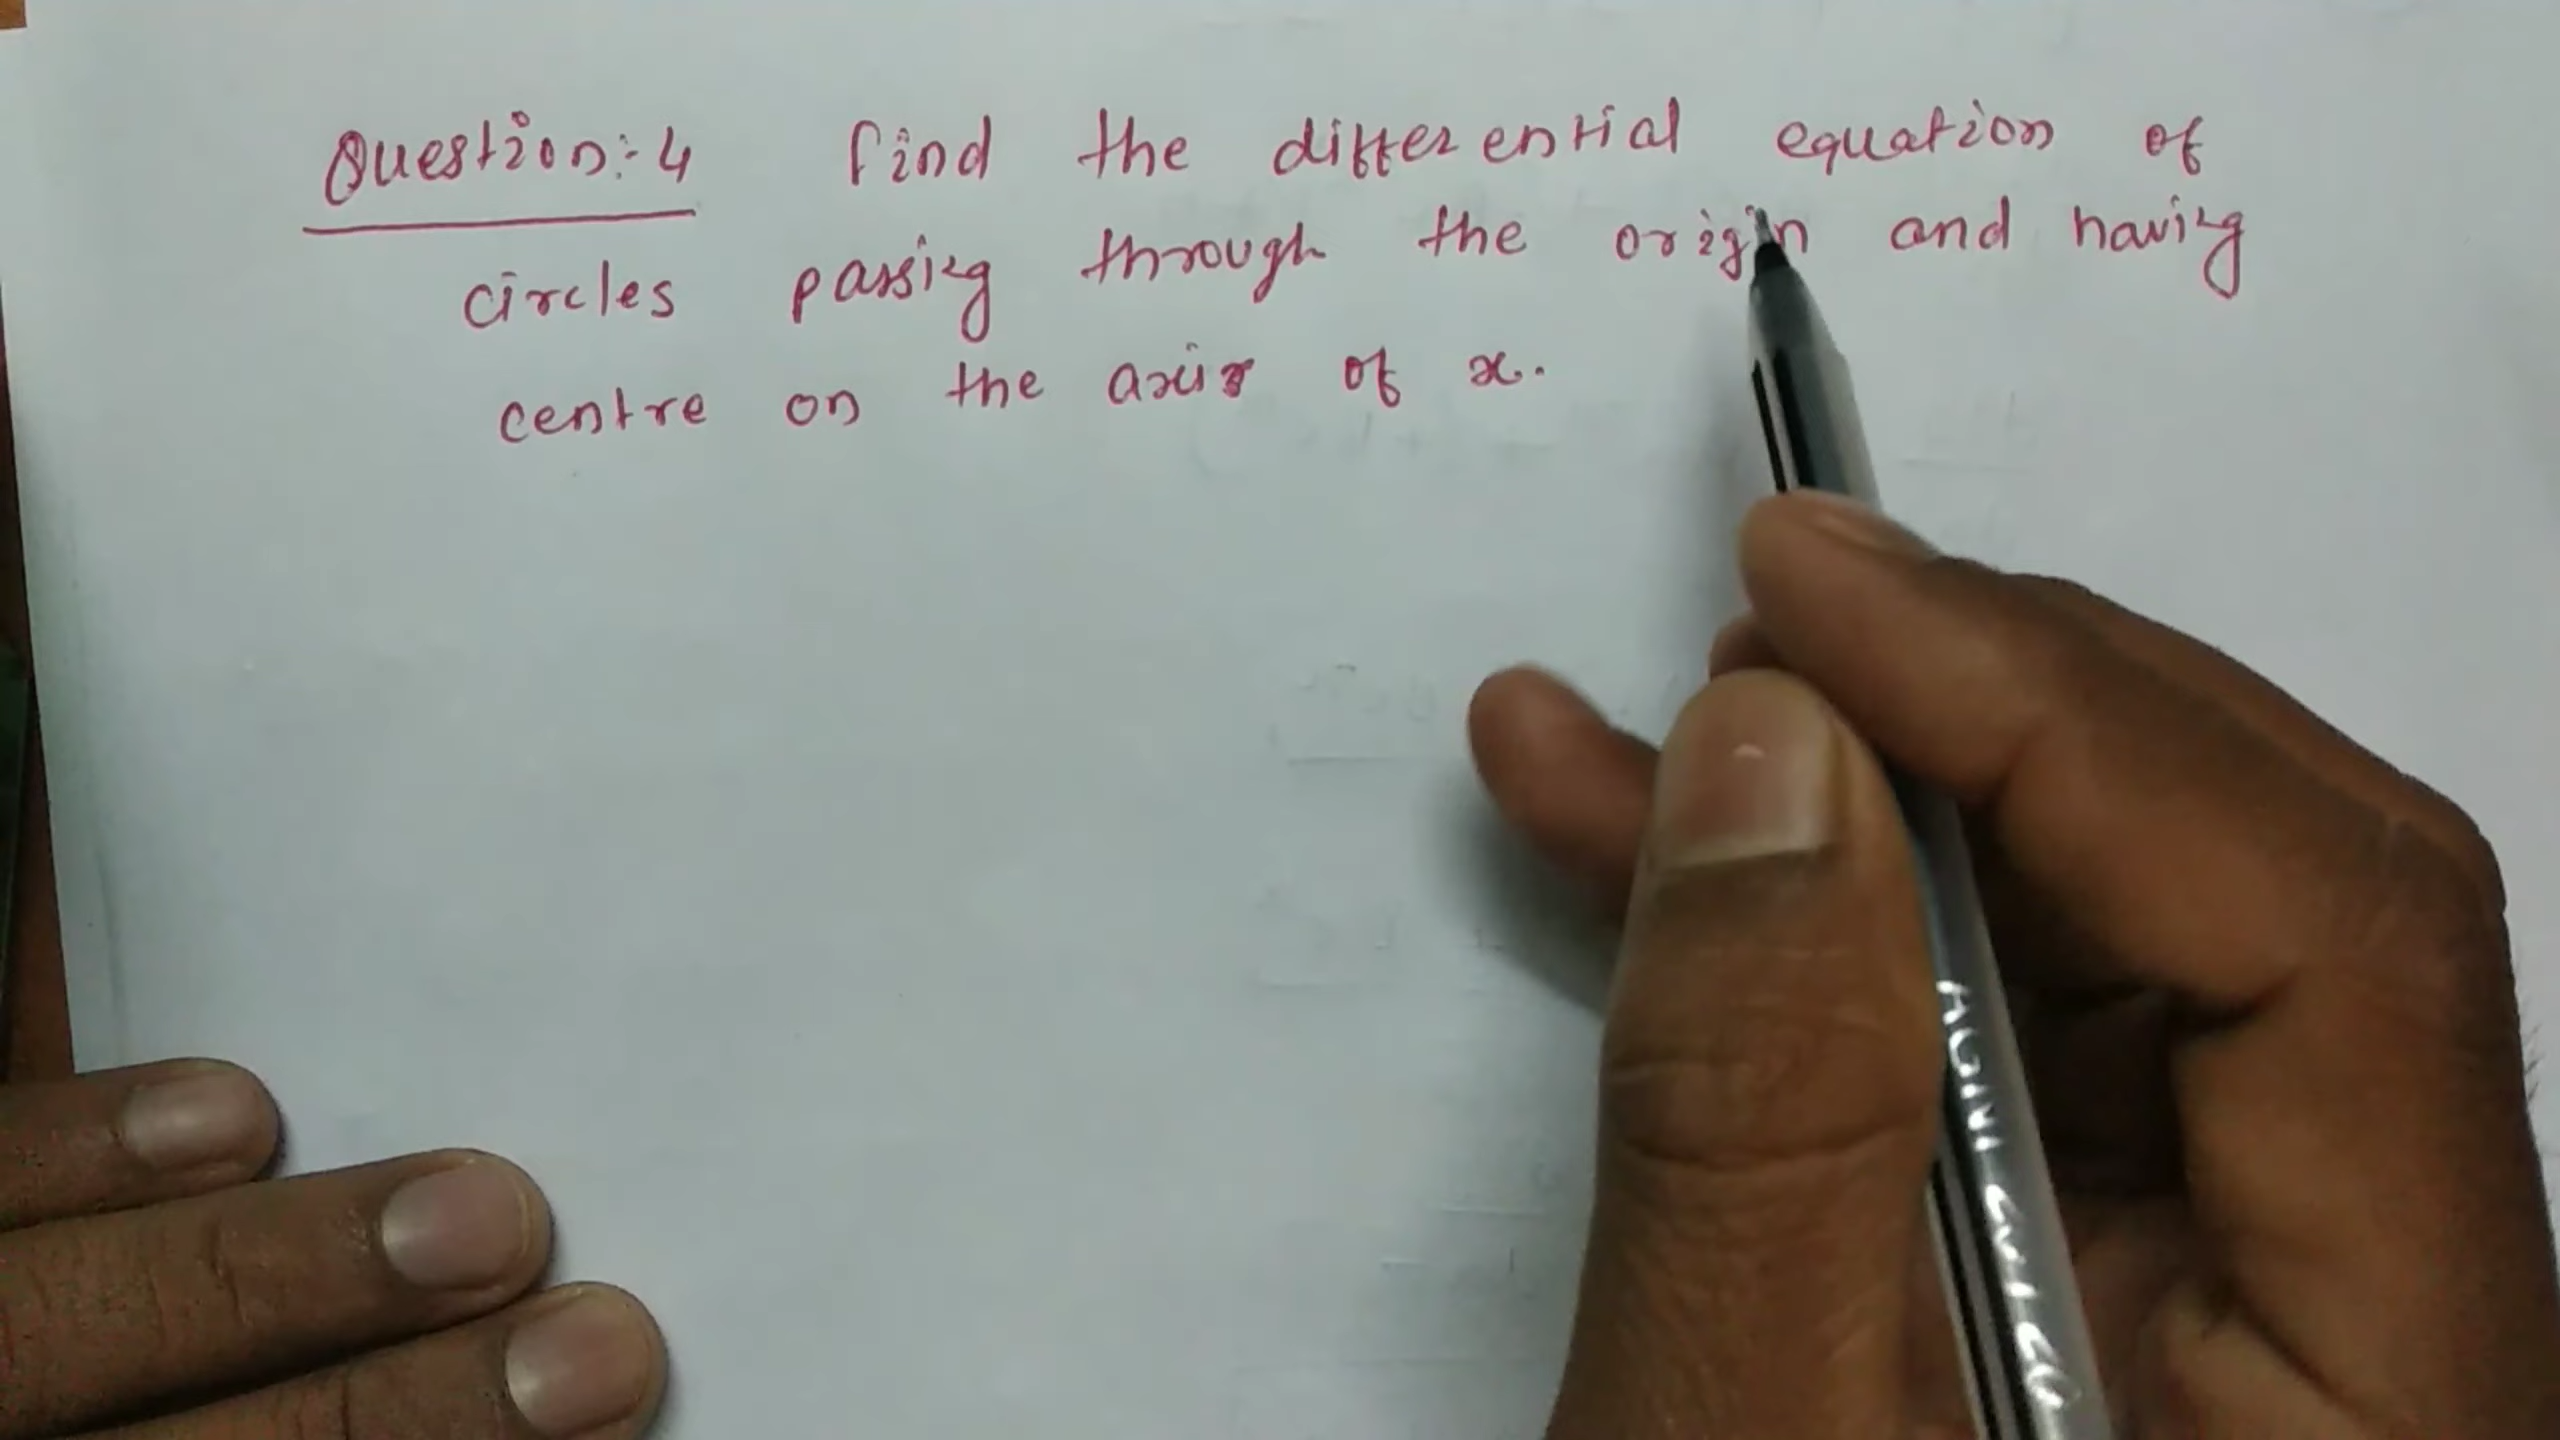 Question:- 4 Find the differential equation of
circles passing through the origin and having
centre on the axis of x.
AGNI